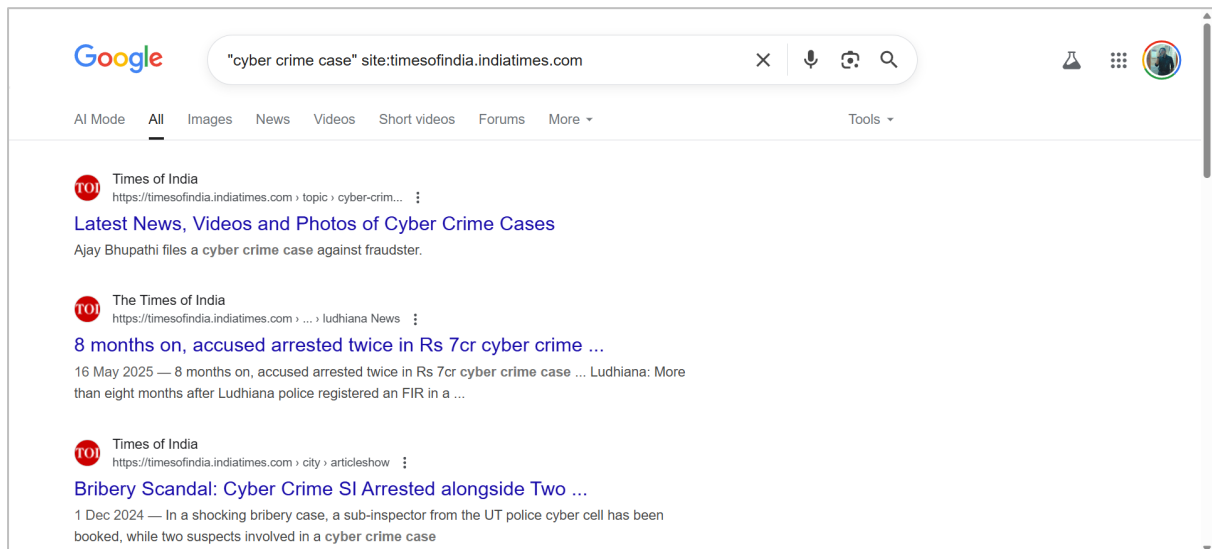 Google
"cyber crime case" site:timesofindia.indiatimes.com
AI Mode All Images News Videos Short videos Forums More Tools
TOI
Times of India
https://timesofindia.indiatimes.com › topic › cyber-crim...
Latest News, Videos and Photos of Cyber Crime Cases
Ajay Bhupathi files a cyber crime case against fraudster.
TOI
The Times of India
https://timesofindia.indiatimes.com › ... › ludhiana News
8 months on, accused arrested twice in Rs 7cr cyber crime ...
16 May 2025 — 8 months on, accused arrested twice in Rs 7cr cyber crime case ... Ludhiana: More
than eight months after Ludhiana police registered an FIR in a ...
TOI
Times of India
https://timesofindia.indiatimes.com › city › articleshow
Bribery Scandal: Cyber Crime SI Arrested alongside Two ...
1 Dec 2024 — In a shocking bribery case, a sub-inspector from the UT police cyber cell has been
booked, while two suspects involved in a cyber crime case